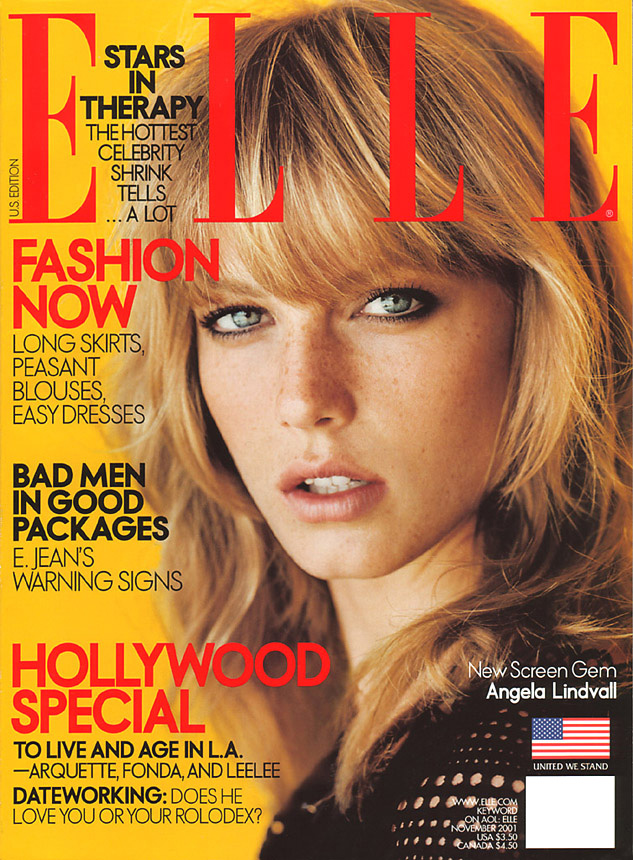 ELLE
®
U.S. EDITION
STARS
IN
THERAPY
THE HOTTEST
CELEBRITY
SHRINK
TELLS
...A LOT
FASHION
NOW
LONG SKIRTS,
PEASANT
BLOUSES,
EASY DRESSES
BAD MEN
IN GOOD
PACKAGES
E. JEAN'S
WARNING SIGNS
HOLLYWOOD
SPECIAL
TO LIVE AND AGE IN L.A.
—ARQUETTE, FONDA, AND LEELEE
DATEWORKING: DOES HE
LOVE YOU OR YOUR ROLODEX?
New Screen Gem
Angela Lindvall
UNITED WE STAND
WWW.ELLE.COM
KEYWORD
ON AOL: ELLE
NOVEMBER 2001
USA $3.50
CANADA $4.50